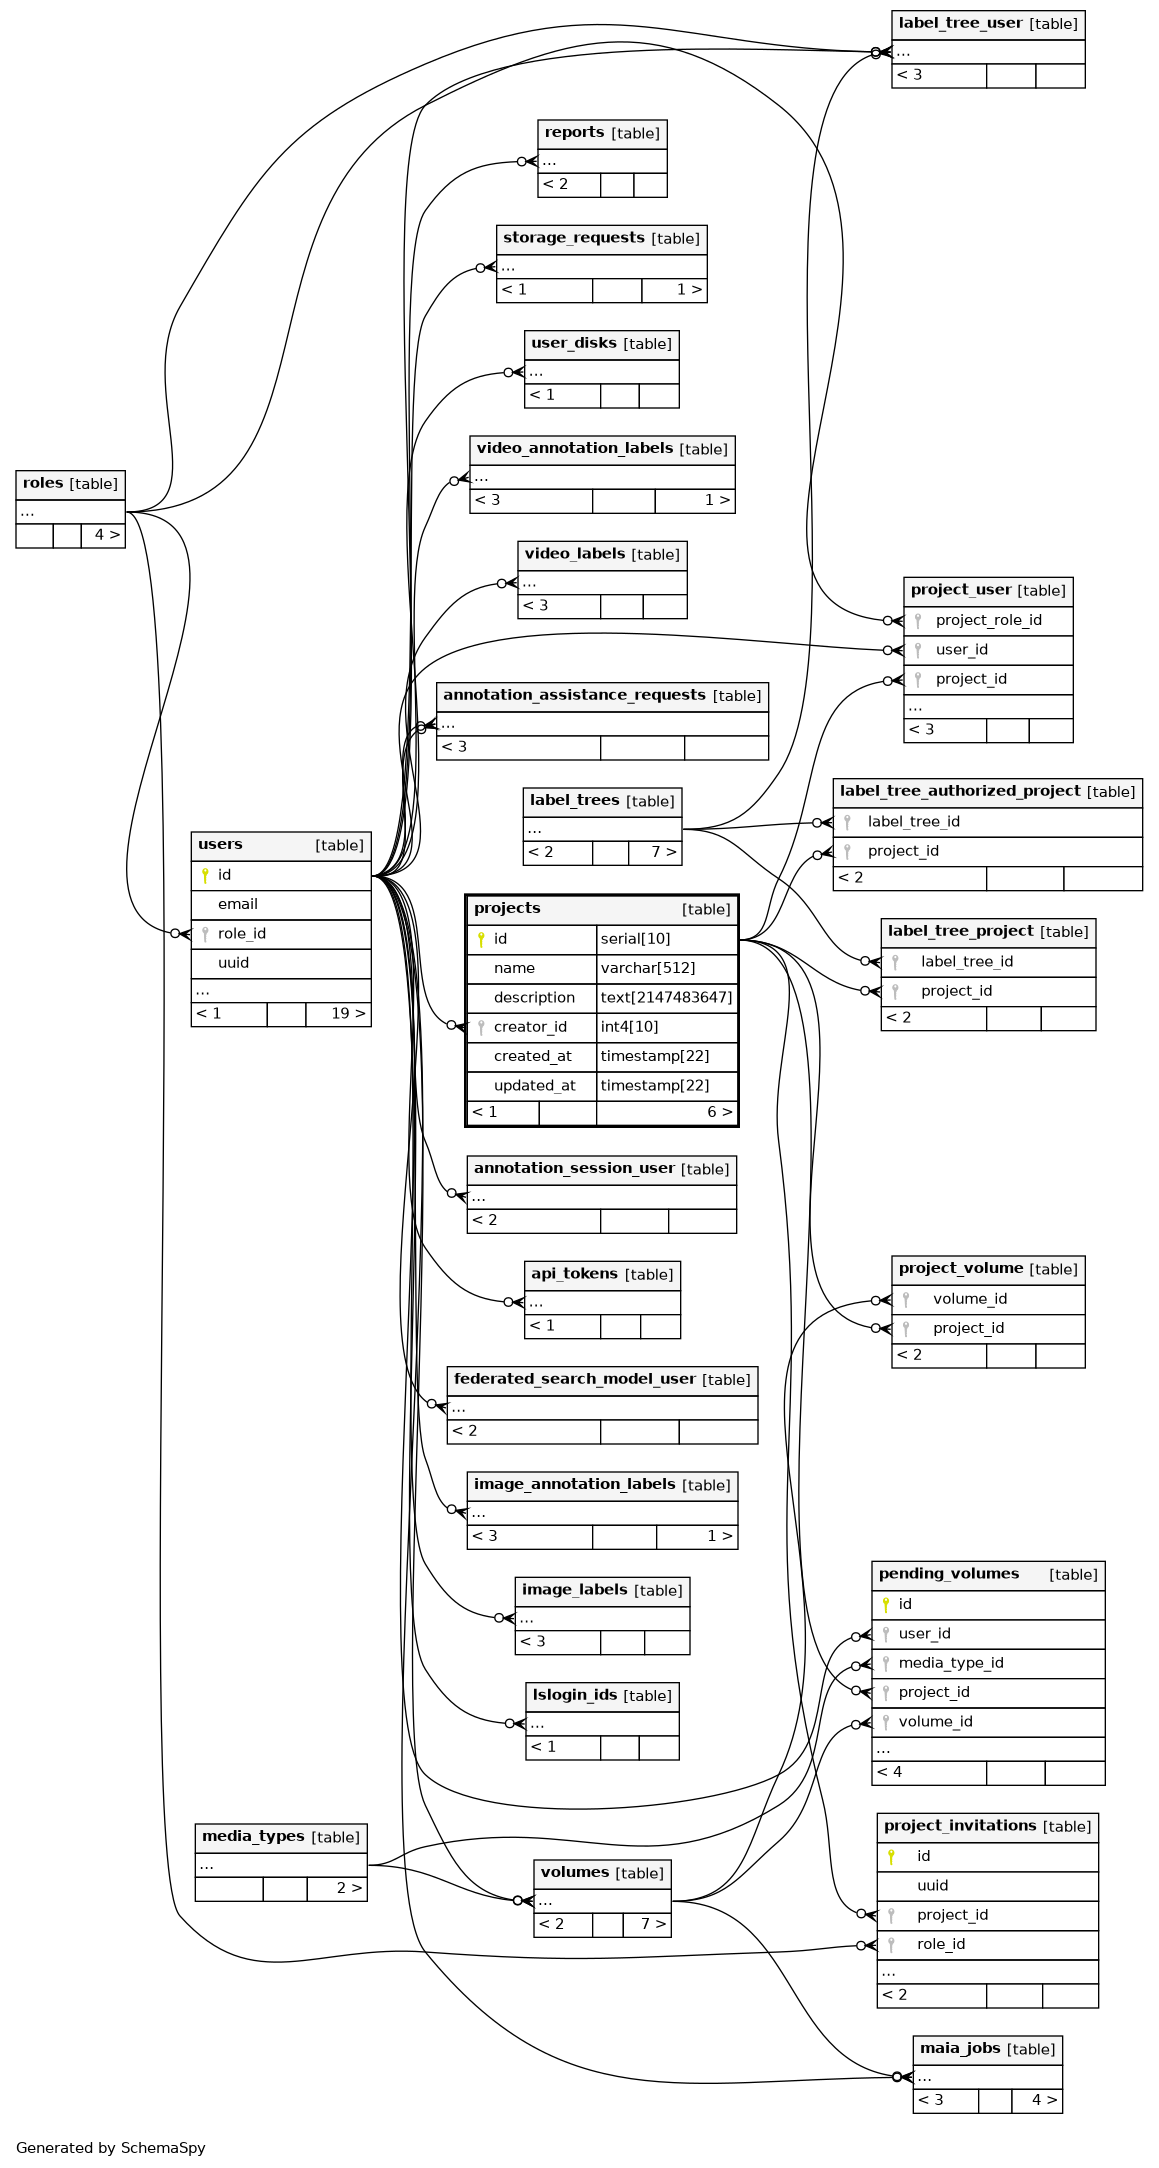 label_tree_user [table]
...
< 3
reports [table]
...
< 2
storage_requests [table]
...
< 1 1 >
user_disks [table]
...
< 1
video_annotation_labels [table]
...
< 3 1 >
roles [table]
...
4 >
video_labels [table]
...
< 3
project_user [table]
project_role_id
user_id
project_id
...
< 3
annotation_assistance_requests [table]
...
< 3
label_trees [table]
...
< 2 7 >
label_tree_authorized_project [table]
label_tree_id
project_id
< 2
users [table]
id
email
role_id
uuid
...
< 1 19 >
projects [table]
id serial[10]
name varchar[512]
description text[2147483647]
creator_id int4[10]
created_at timestamp[22]
updated_at timestamp[22]
< 1 6 >
label_tree_project [table]
label_tree_id
project_id
< 2
annotation_session_user [table]
...
< 2
api_tokens [table]
...
< 1
project_volume [table]
volume_id
project_id
< 2
federated_search_model_user [table]
...
< 2
image_annotation_labels [table]
...
< 3 1 >
image_labels [table]
...
< 3
pending_volumes [table]
id
user_id
media_type_id
project_id
volume_id
...
< 4
lslogin_ids [table]
...
< 1
media_types [table]
...
2 >
volumes [table]
...
< 2 7 >
project_invitations [table]
id
uuid
project_id
role_id
...
< 2
maia_jobs [table]
...
< 3 4 >
Generated by SchemaSpy